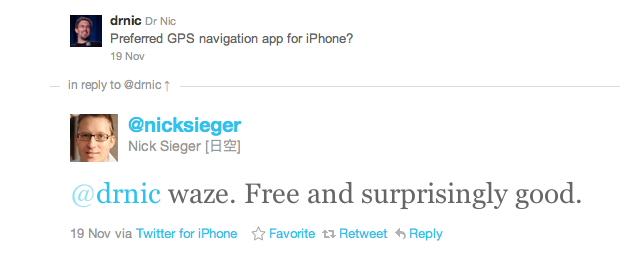 drnic Dr Nic
Preferred GPS navigation app for iPhone?
19 Nov
in reply to @drnic ↑
@nicksieger
Nick Sieger [日空]
@drnic waze. Free and surprisingly good.
19 Nov via Twitter for iPhone Favorite Retweet Reply